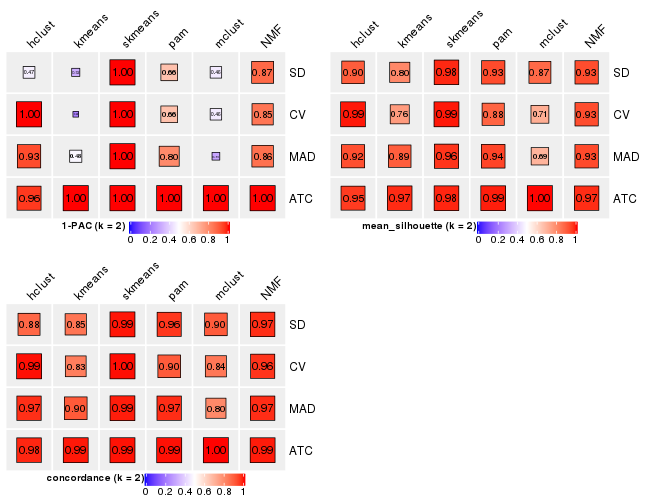 hclust kmeans skmeans pam mclust NMF
0.47 1.00 0.66 0.46 0.87 SD
1.00 1.00 0.66 0.46 0.85 CV
0.93 0.48 1.00 0.80 0.86 MAD
0.96 1.00 1.00 1.00 1.00 1.00 ATC
1-PAC (k = 2)
0 0.2 0.4 0.6 0.8 1
hclust kmeans skmeans pam mclust NMF
0.90 0.80 0.98 0.93 0.87 0.93 SD
0.99 0.76 0.99 0.88 0.71 0.93 CV
0.92 0.89 0.96 0.94 0.69 0.93 MAD
0.95 0.97 0.98 0.99 1.00 0.97 ATC
mean_silhouette (k = 2)
0 0.2 0.4 0.6 0.8 1
hclust kmeans skmeans pam mclust NMF
0.88 0.85 0.99 0.96 0.90 0.97 SD
0.99 0.83 1.00 0.90 0.84 0.96 CV
0.97 0.90 0.99 0.97 0.80 0.97 MAD
0.98 0.99 0.99 0.99 1.00 0.99 ATC
concordance (k = 2)
0 0.2 0.4 0.6 0.8 1